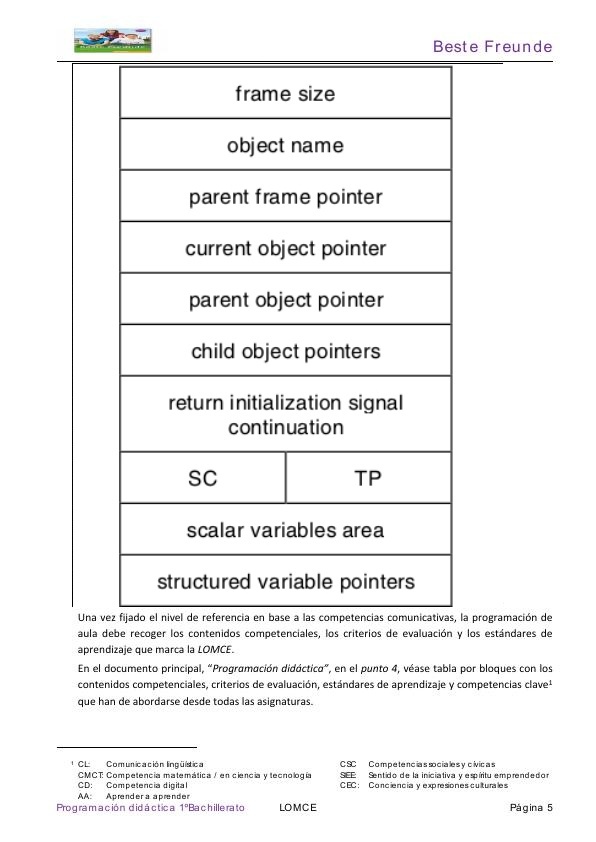 Beste Freunde
frame size
object name
parent frame pointer
current object pointer
parent object pointer
child object pointers
return initialization signal
continuation
SC TP
scalar variables area
structured variable pointers
Una vez fijado el nivel de referencia en base a las competencias comunicativas, la programación de
aula debe recoger los contenidos competenciales, los criterios de evaluación y los estándares de
aprendizaje que marca la LOMCE.
En el documento principal, “Programación didáctica”, en el punto 4, véase tabla por bloques con los
contenidos competenciales, criterios de evaluación, estándares de aprendizaje y competencias clave¹
que han de abordarse desde todas las asignaturas.
¹ CL: Comunicación lingüística CSC Competencias sociales y cívicas
CMCT: Competencia matemática / en ciencia y tecnología SIEE: Sentido de la iniciativa y espíritu emprendedor
CD: Competencia digital CEC: Conciencia y expresiones culturales
AA: Aprender a aprender
Programación didáctica 1ºBachillerato LOMCE Página 5